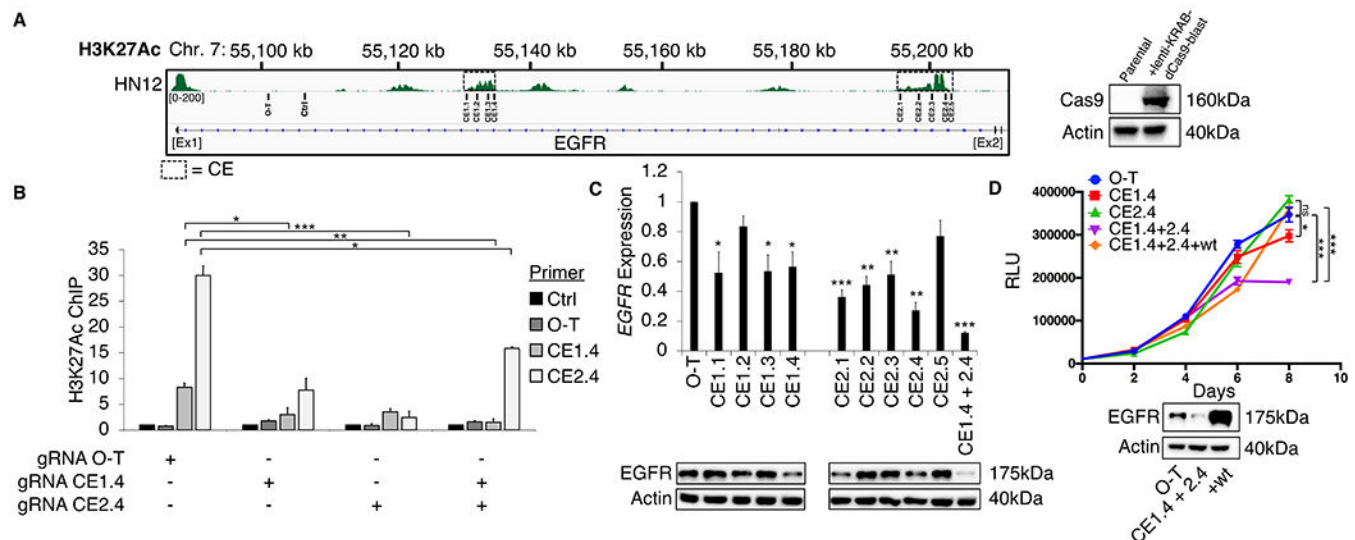 A
H3K27Ac Chr. 7: 55,100 kb 55,120 kb 55,140 kb 55,160 kb 55,180 kb 55,200 kb
HN12
[0-200]
O-T Ctrl CE1.1 CE1.2 CE1.3 CE1.4 CE2.1 CE2.2 CE2.3 CE2.4 CE2.5
[Ex1] EGFR [Ex2]
= CE
Parental
+lenti-KRAB-
dCas9-blast
Cas9 160kDa
Actin 40kDa
B
*
***
**
*
H3K27Ac ChIP
35
30
25
20
15
10
5
0
Primer
Ctrl
O-T
CE1.4
CE2.4
gRNA O-T + - - -
gRNA CE1.4 - + - +
gRNA CE2.4 - - + +
C
EGFR Expression
1.2
1
0.8
0.6
0.4
0.2
0
* * * *** ** ** ** ***
O-T CE1.1 CE1.2 CE1.3 CE1.4 CE2.1 CE2.2 CE2.3 CE2.4 CE2.5 CE1.4 + 2.4
EGFR 175kDa
Actin 40kDa
D
O-T
CE1.4
CE2.4
CE1.4+2.4
CE1.4+2.4+wt
RLU
400000
300000
200000
100000
0
0 2 4 6 8
Days
ns
*
***
***
EGFR 175kDa
Actin 40kDa
O-T
CE1.4 + 2.4
+wt